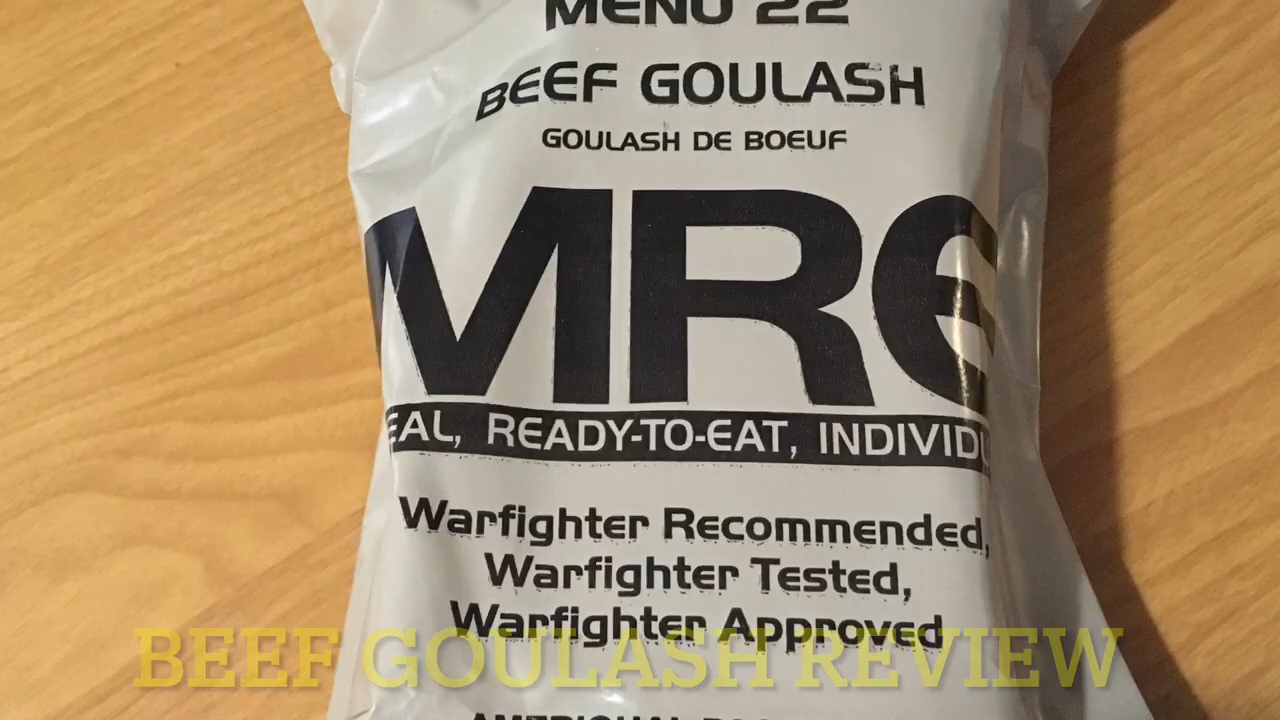 MENU 22
BEEF GOULASH
GOULASH DE BOEUF
MRE
EAL, READY-TO-EAT, INDIVIDU
Warfighter Recommended,
Warfighter Tested,
Warfighter Approved
BEEF GOULASH REVIEW